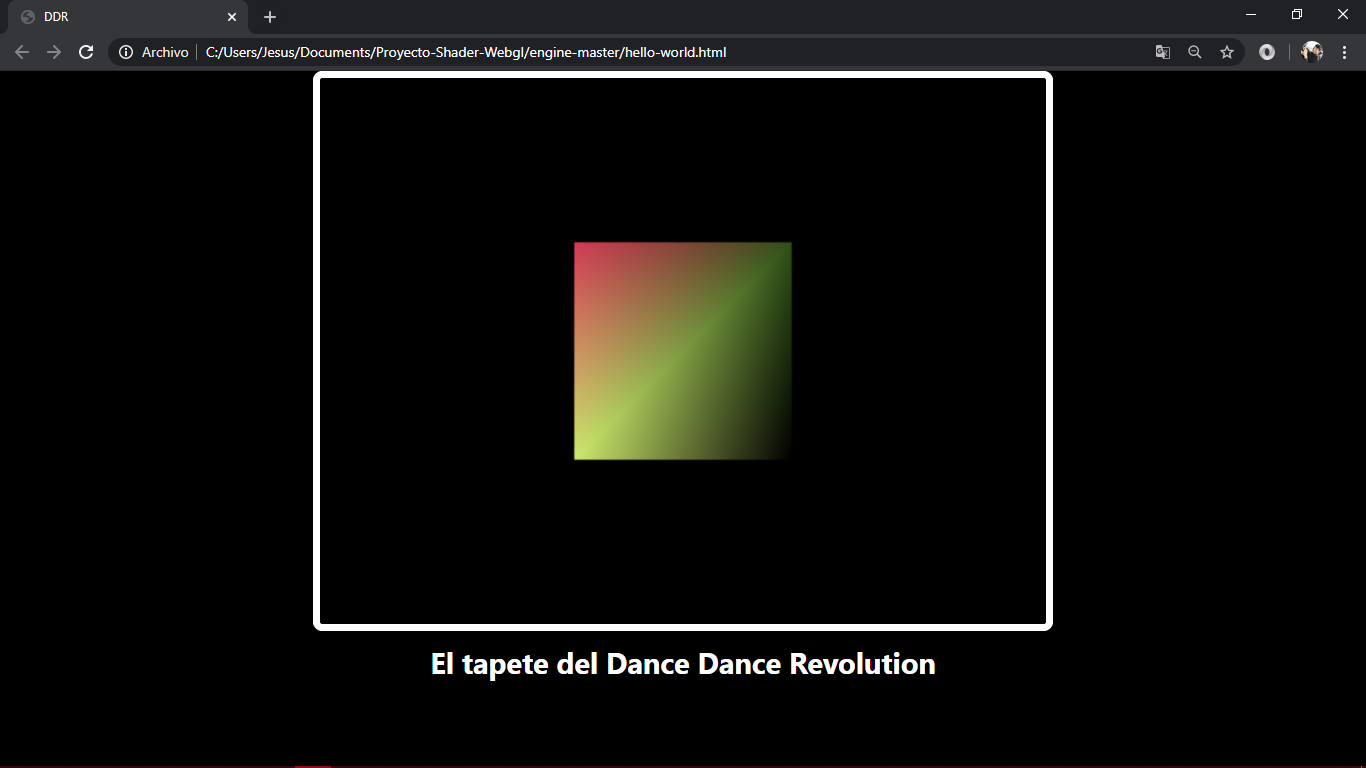 DDR
Archivo C:/Users/Jesus/Documents/Proyecto-Shader-Webgl/engine-master/hello-world.html
El tapete del Dance Dance Revolution